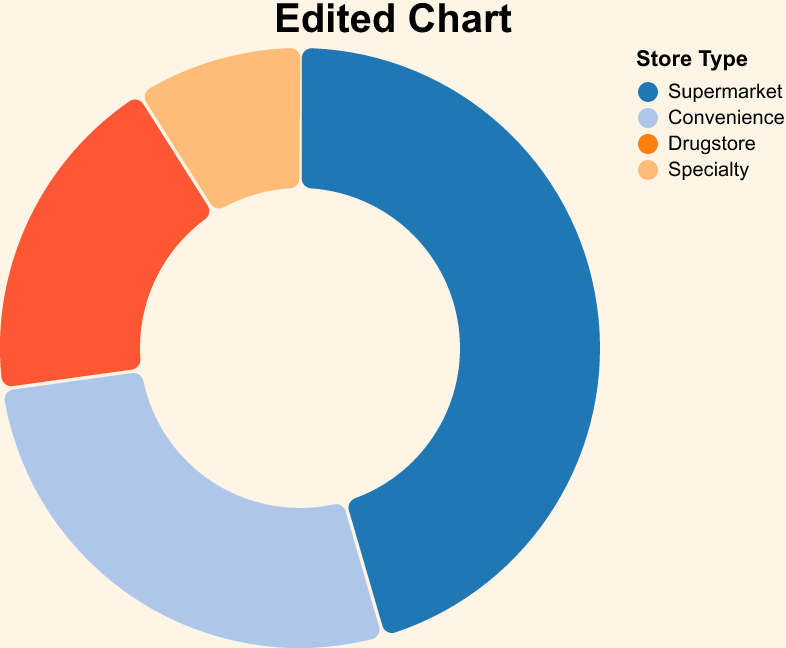 Edited Chart
Store Type
Supermarket
Convenience
Drugstore
Specialty